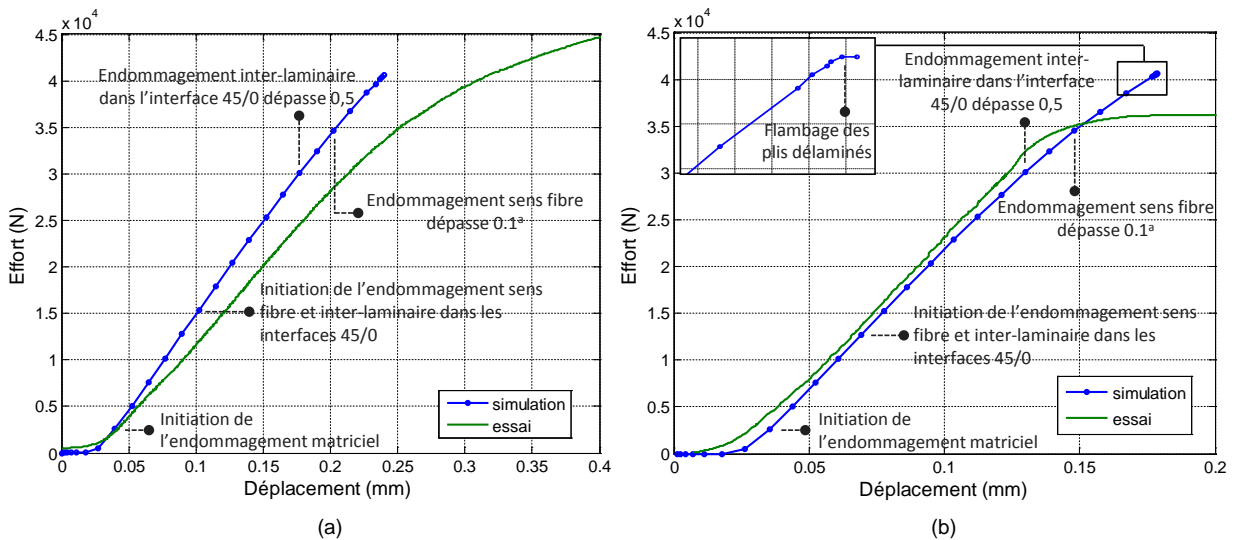 x 10⁴
4.5
4
3.5
3
2.5
2
1.5
1
0.5
0
Effort (N)
Endommagement inter-laminaire
dans l'interface 45/0 dépasse 0,5
Endommagement sens fibre
dépasse 0.1ᵃ
Initiation de l'endommagement sens
fibre et inter-laminaire dans les
interfaces 45/0
Initiation de
l'endommagement matriciel
simulation
essai
0 0.05 0.1 0.15 0.2 0.25 0.3 0.35 0.4
Déplacement (mm)
(a)
x 10⁴
4.5
4
3.5
3
2.5
2
1.5
1
0.5
0
Effort (N)
Flambage des
plis délaminés
Endommagement inter-
laminaire dans l'interface
45/0 dépasse 0,5
Endommagement sens fibre
dépasse 0.1ᵃ
Initiation de l'endommagement sens
fibre et inter-laminaire dans les
interfaces 45/0
Initiation de
l'endommagement matriciel
simulation
essai
0 0.05 0.1 0.15 0.2
Déplacement (mm)
(b)